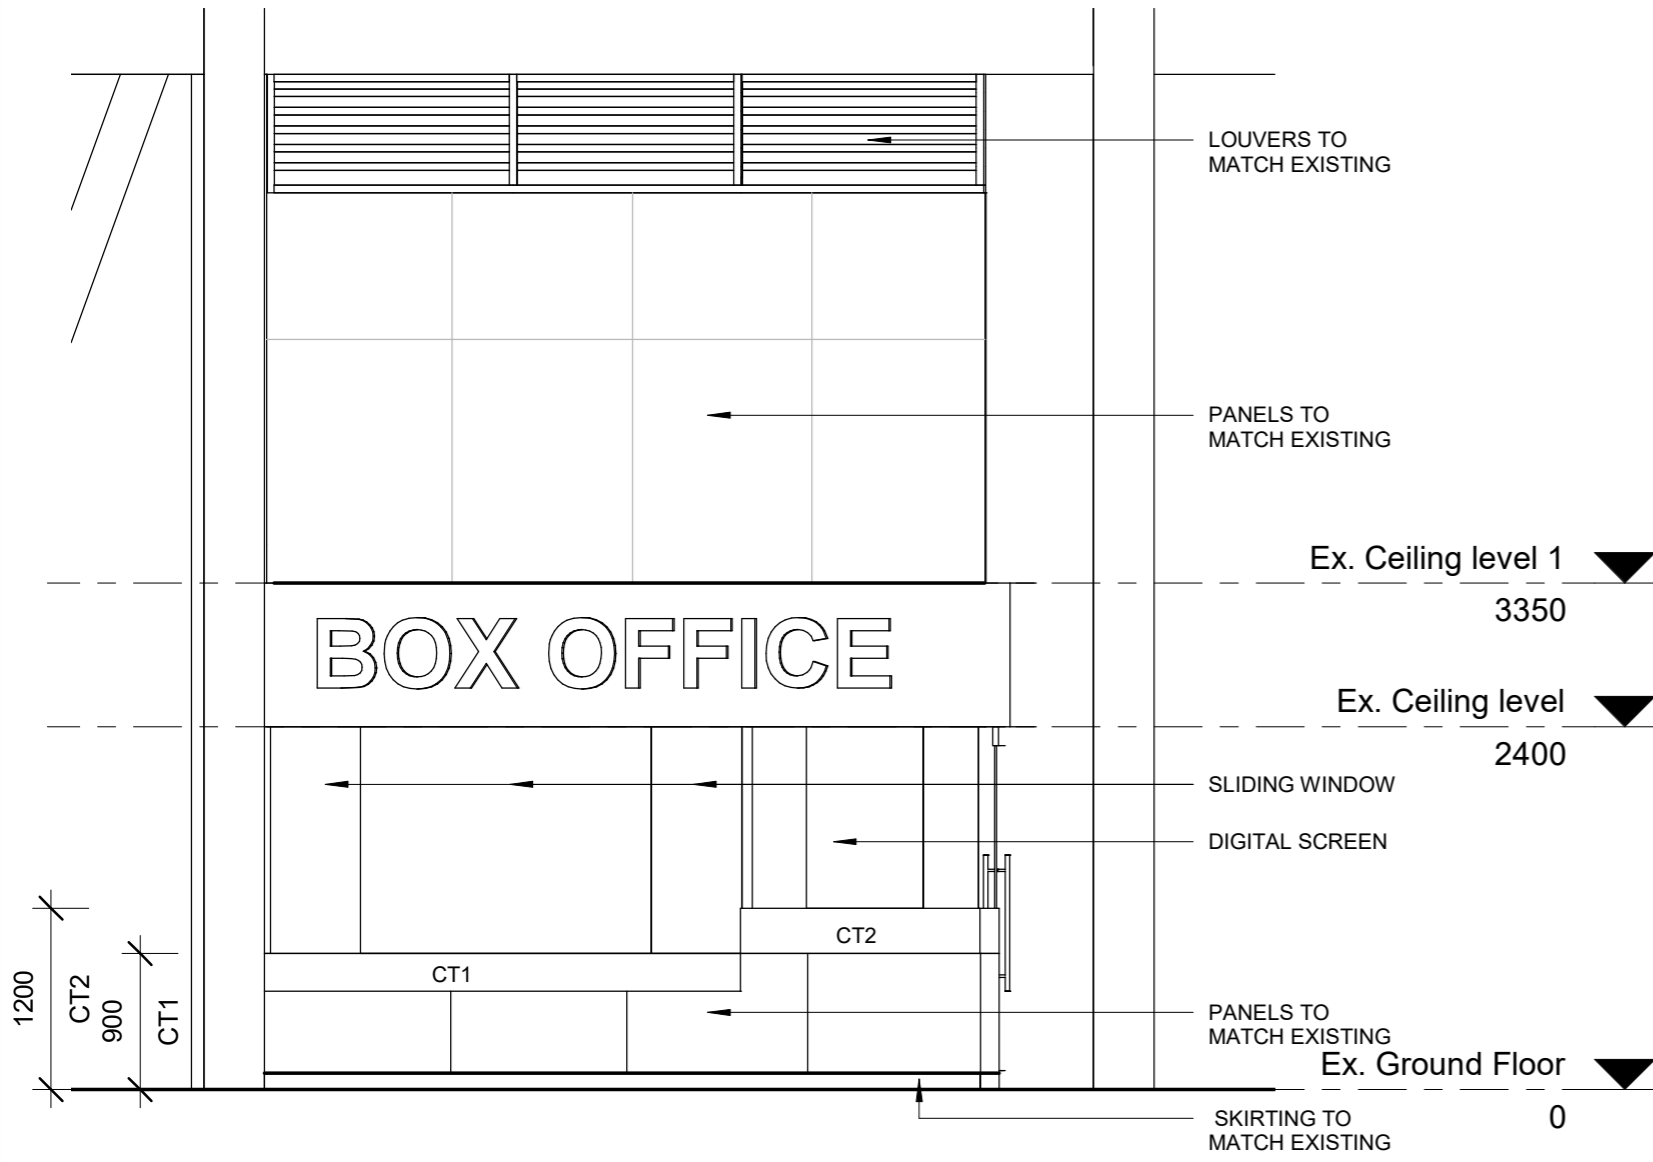 LOUVERS TO
MATCH EXISTING
PANELS TO
MATCH EXISTING
Ex. Ceiling level 1
3350
BOX OFFICE
Ex. Ceiling level
2400
SLIDING WINDOW
DIGITAL SCREEN
CT2
CT1
1200
CT2
900
CT1
PANELS TO
MATCH EXISTING
Ex. Ground Floor
0
SKIRTING TO
MATCH EXISTING